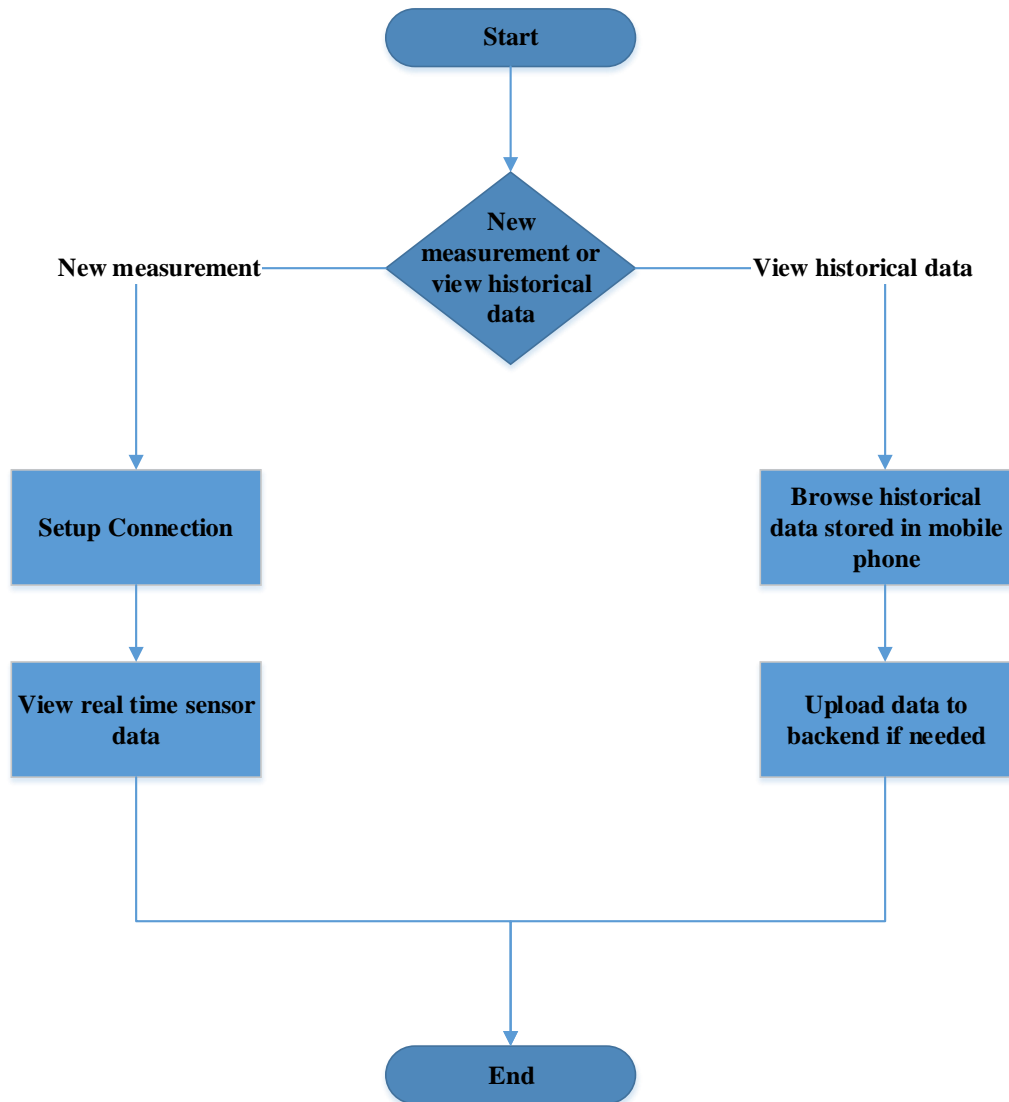 Start
New
measurement or
view historical
data
New measurement
View historical data
Setup Connection
Browse historical
data stored in mobile
phone
View real time sensor
data
Upload data to
backend if needed
End